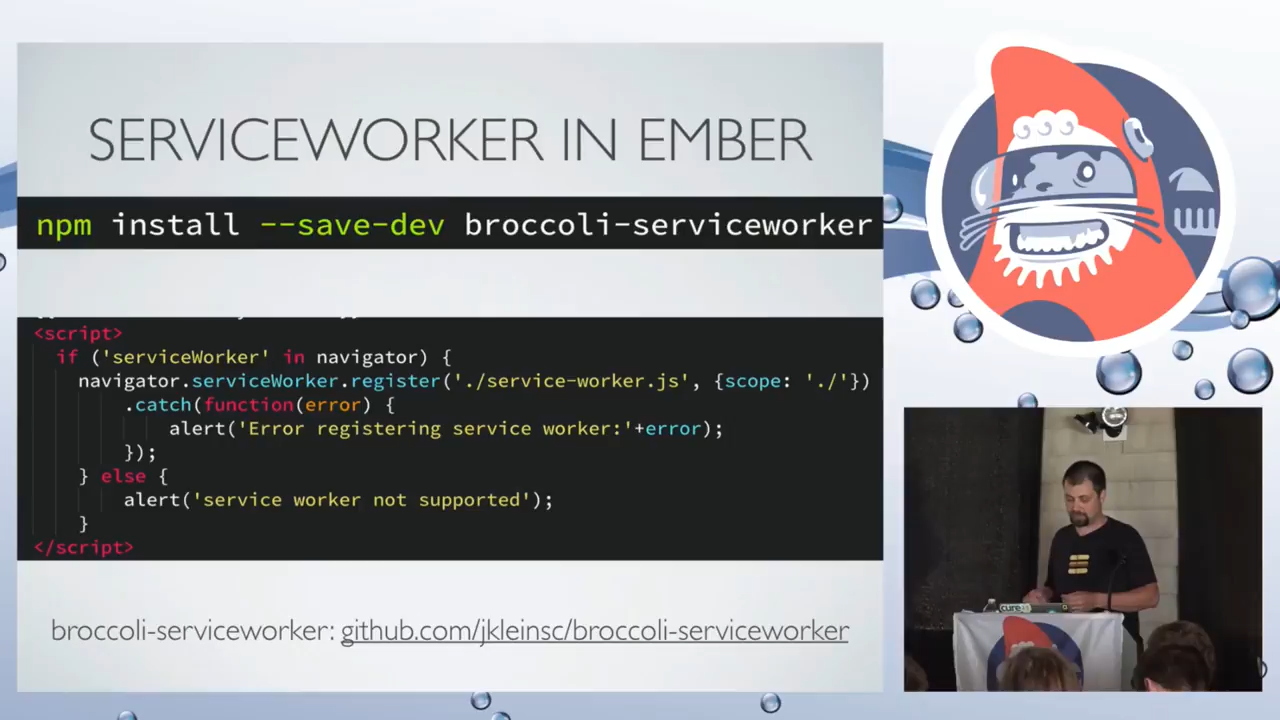 SERVICEWORKER IN EMBER
npm install --save-dev broccoli-serviceworker
<script>
if ('serviceWorker' in navigator) {
navigator.serviceWorker.register('./service-worker.js', {scope: './'})
.catch(function(error) {
alert('Error registering service worker:'+error);
});
} else {
alert('service worker not supported');
}
</script>
broccoli-serviceworker: github.com/jkleinsc/broccoli-serviceworker
cure